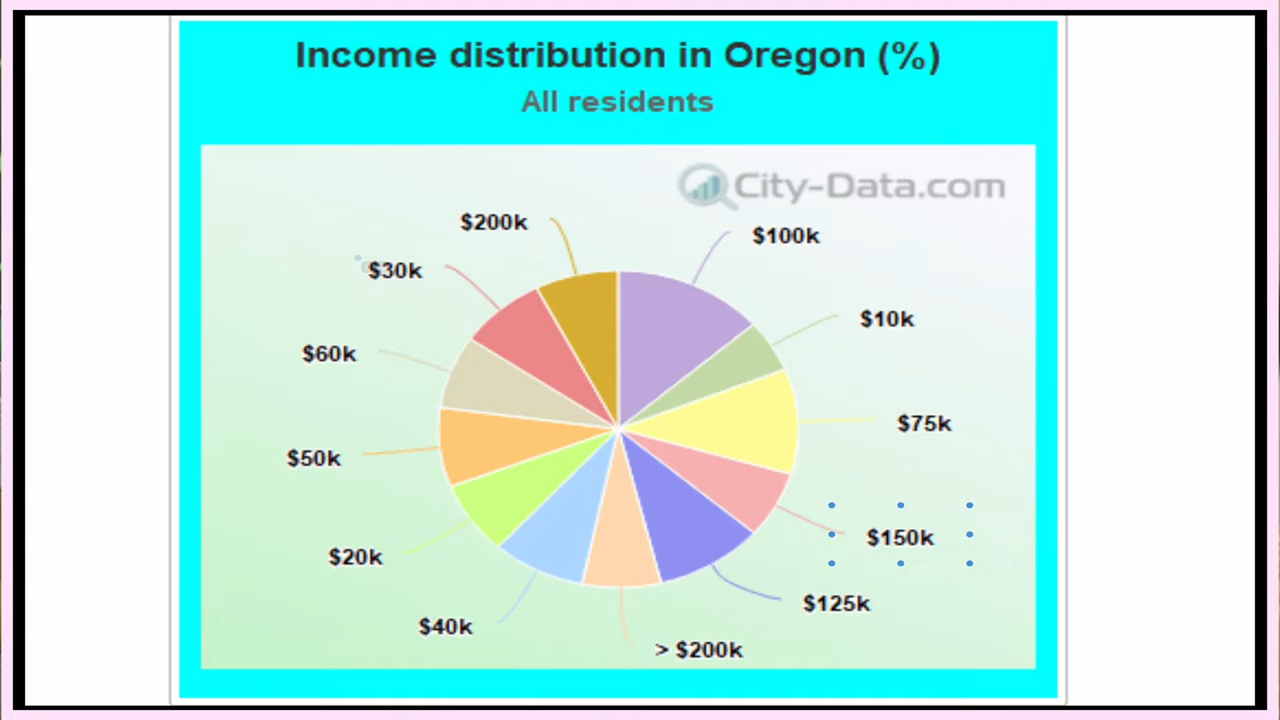 Income distribution in Oregon (%)
All residents
City-Data.com
$200k
$100k
$30k
$10k
$60k
$75k
$50k
$150k
$20k
$125k
$40k
> $200k